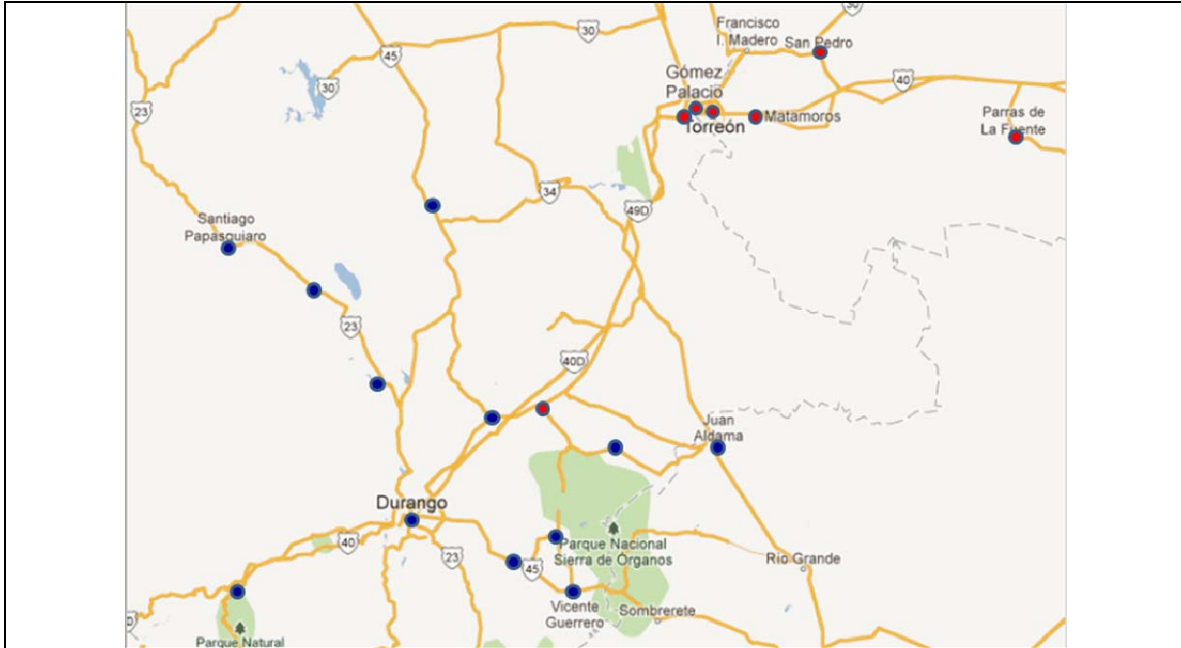 30
Francisco
I. Madero
San Pedro
30
45
30
40
23
Gómez
Palacio
Torreón
Matamoros
Parras de
La Fuente
34
49D
Santiago
Papasquiaro
23
40D
Juan
Aldama
Durango
40
23
45
Parque Nacional
Sierra de Órganos
Río Grande
Vicente
Guerrero
Sombrerete
Parque Natural